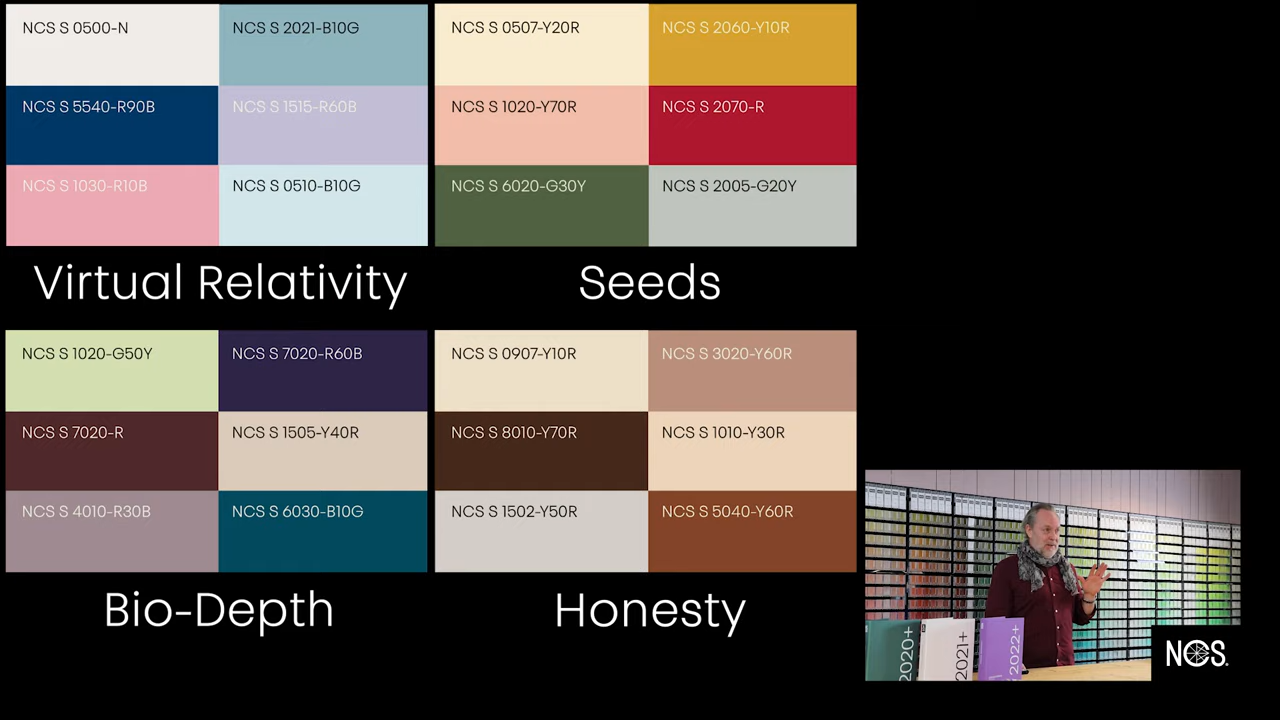 NCS S 0500-N
NCS S 2021-B10G
NCS S 5540-R90B
NCS S 1515-R60B
NCS S 1030-R10B
NCS S 0510-B10G
Virtual Relativity
NCS S 0507-Y20R
NCS S 2060-Y10R
NCS S 1020-Y70R
NCS S 2070-R
NCS S 6020-G30Y
NCS S 2005-G20Y
Seeds
NCS S 1020-G50Y
NCS S 7020-R60B
NCS S 7020-R
NCS S 1505-Y40R
NCS S 4010-R30B
NCS S 6030-B10G
Bio-Depth
NCS S 0907-Y10R
NCS S 3020-Y60R
NCS S 8010-Y70R
NCS S 1010-Y30R
NCS S 1502-Y50R
NCS S 5040-Y60R
Honesty
2020+
2021+
2022+
NCS